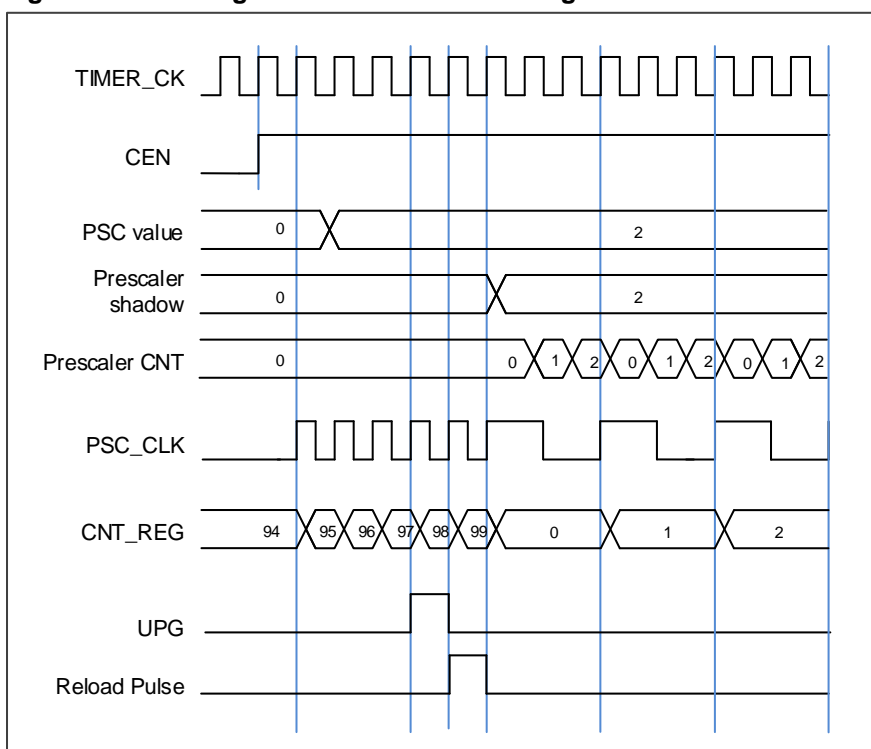 TIMER_CK
CEN
PSC value 0 2
Prescaler
shadow 0 2
Prescaler CNT 0 0 1 2 0 1 2 0 1 2
PSC_CLK
CNT_REG 94 95 96 97 98 99 0 1 2
UPG
Reload Pulse